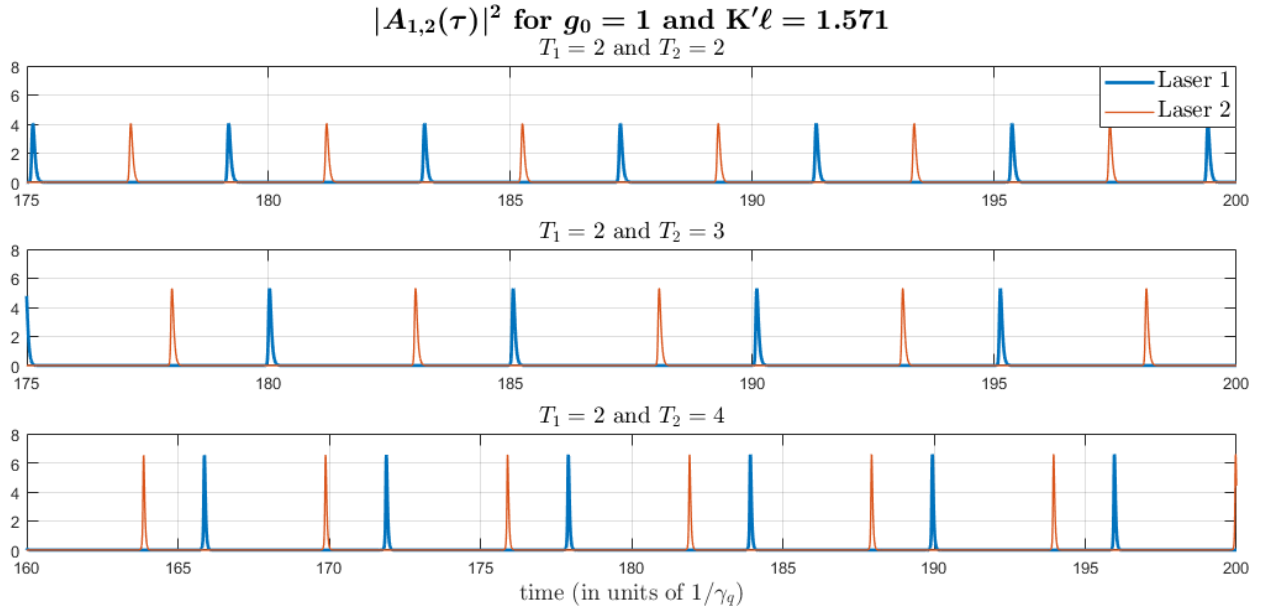 |A₁,₂(τ)|² for g₀ = 1 and K′ℓ = 1.571
T₁ = 2 and T₂ = 2
8
6
4
2
0
175 180 185 190 195 200
Laser 1
Laser 2
T₁ = 2 and T₂ = 3
8
6
4
2
0
175 180 185 190 195 200
T₁ = 2 and T₂ = 4
8
6
4
2
0
160 165 170 175 180 185 190 195 200
time (in units of 1/γ_q)